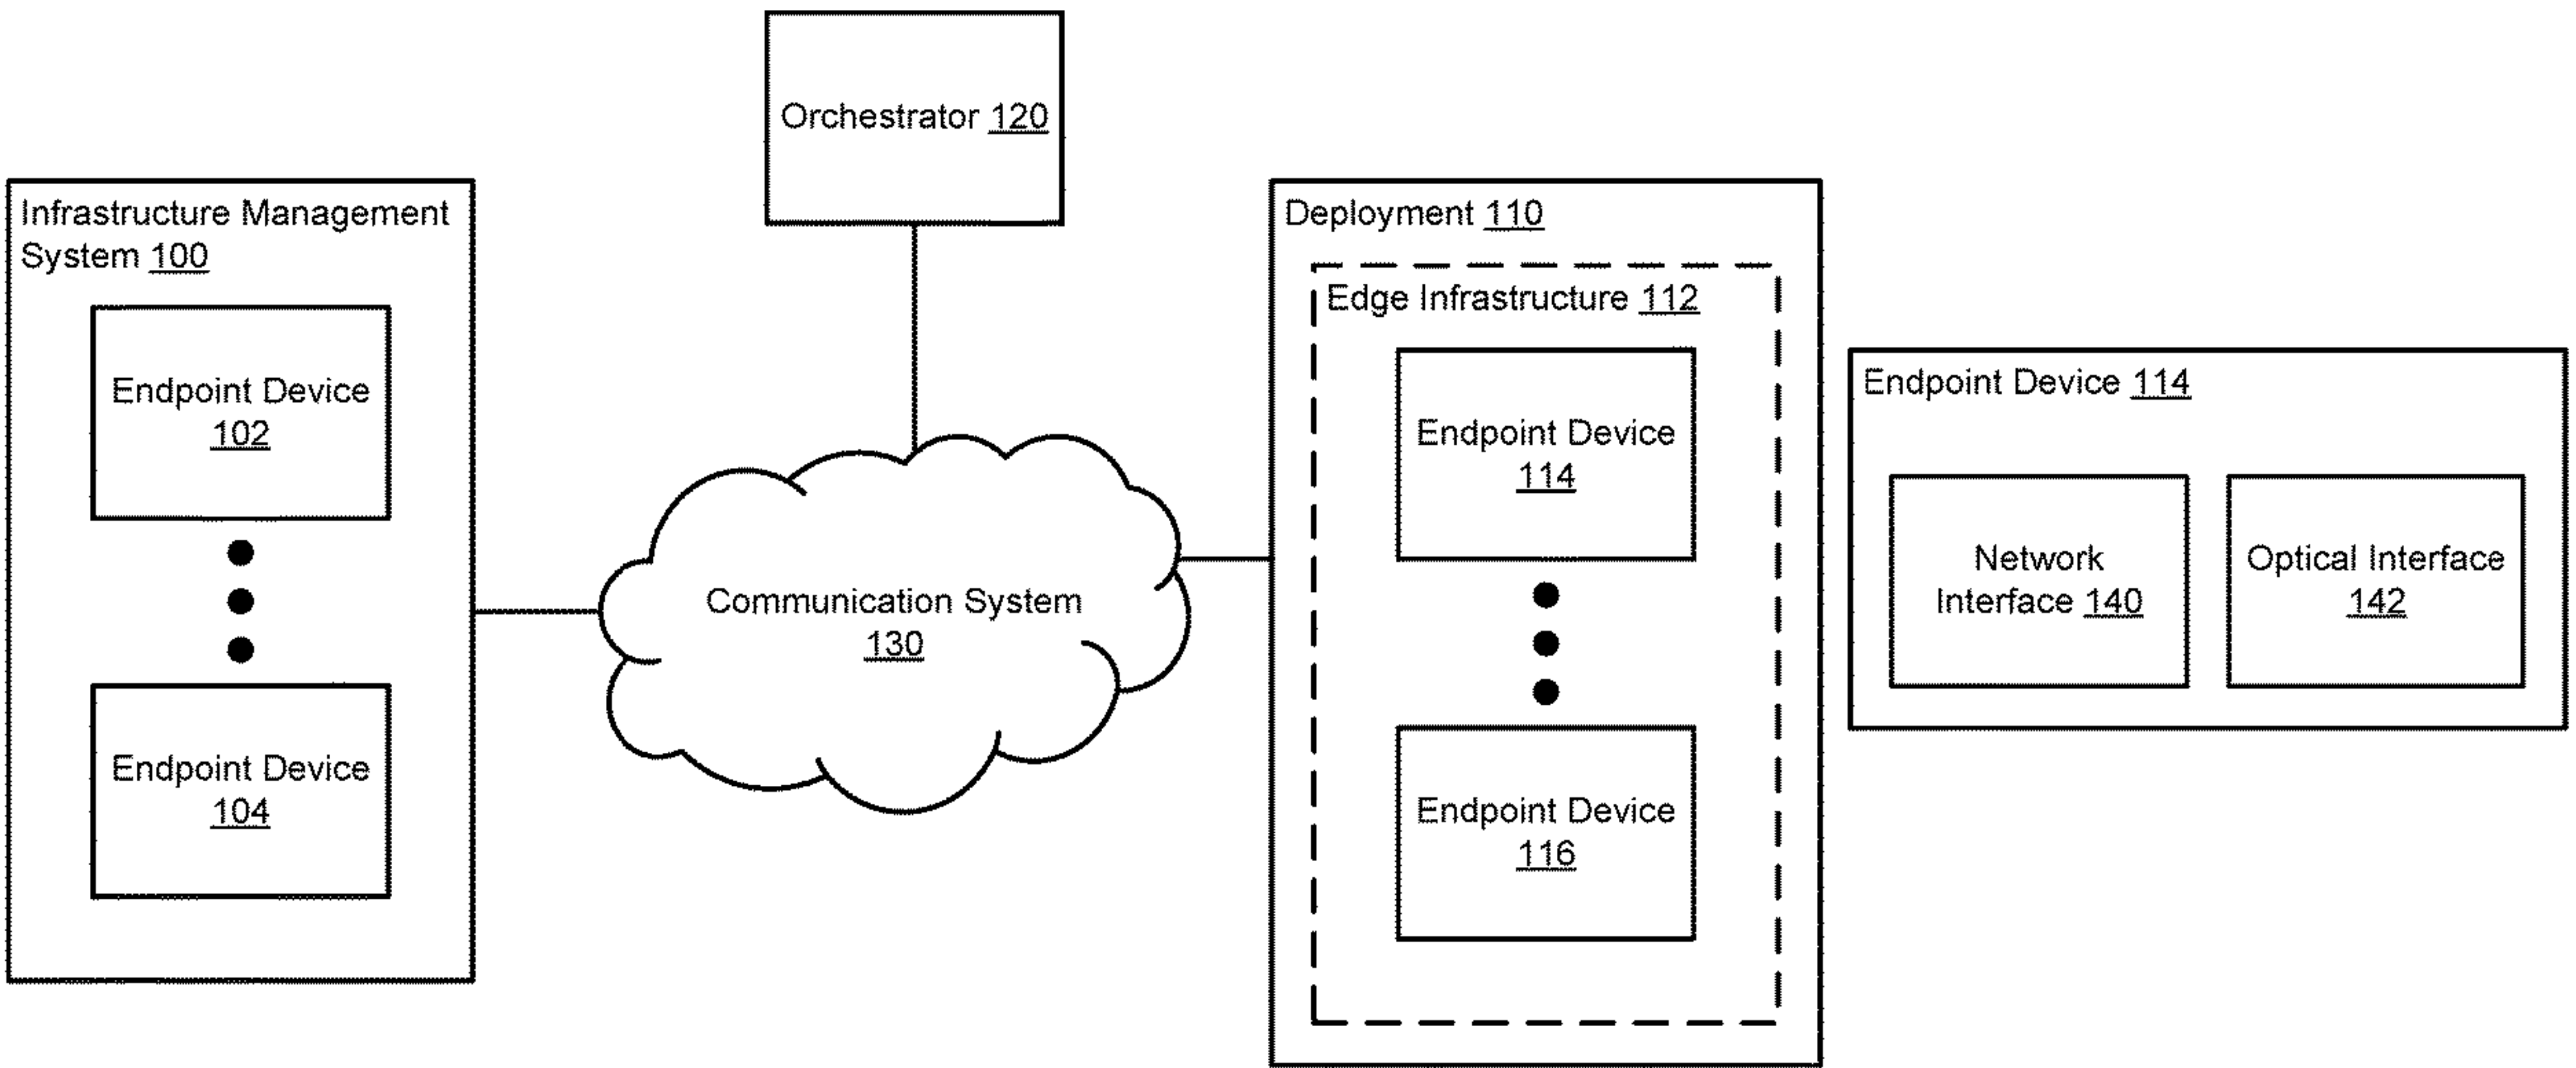 Orchestrator 120
Infrastructure Management
System 100
Endpoint Device
102
Endpoint Device
104
Communication System
130
Deployment 110
Edge Infrastructure 112
Endpoint Device
114
Endpoint Device
116
Endpoint Device 114
Network
Interface 140
Optical Interface
142